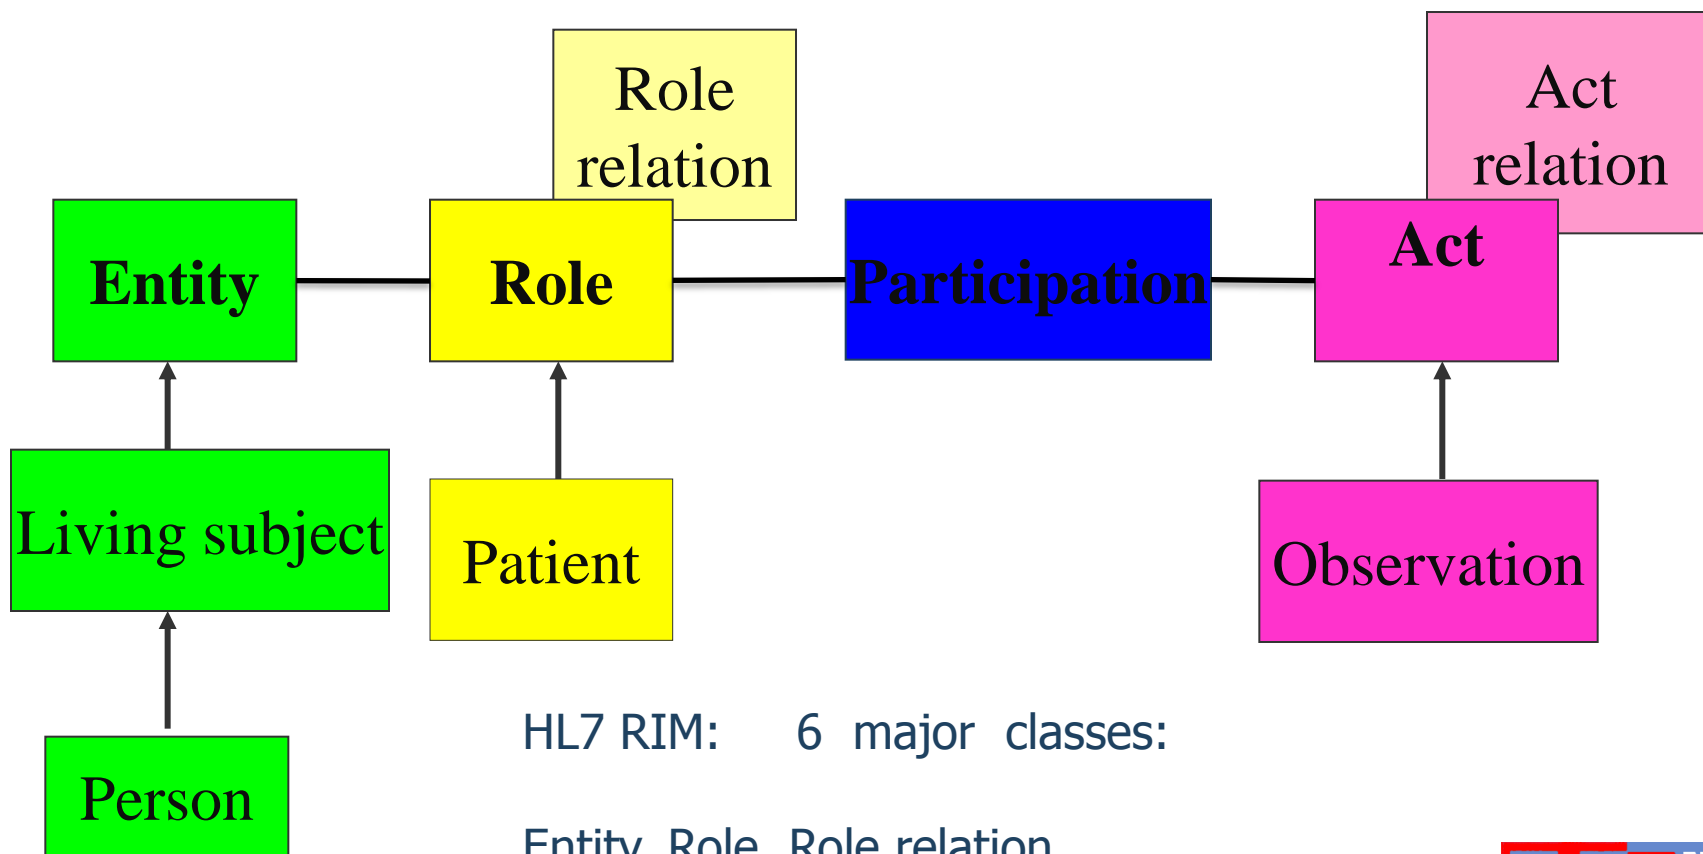 Role
relation
Act
relation
Entity
Role
Participation
Act
Living subject
Patient
Observation
Person
HL7 RIM: 6 major classes:
Entity Role Role relation